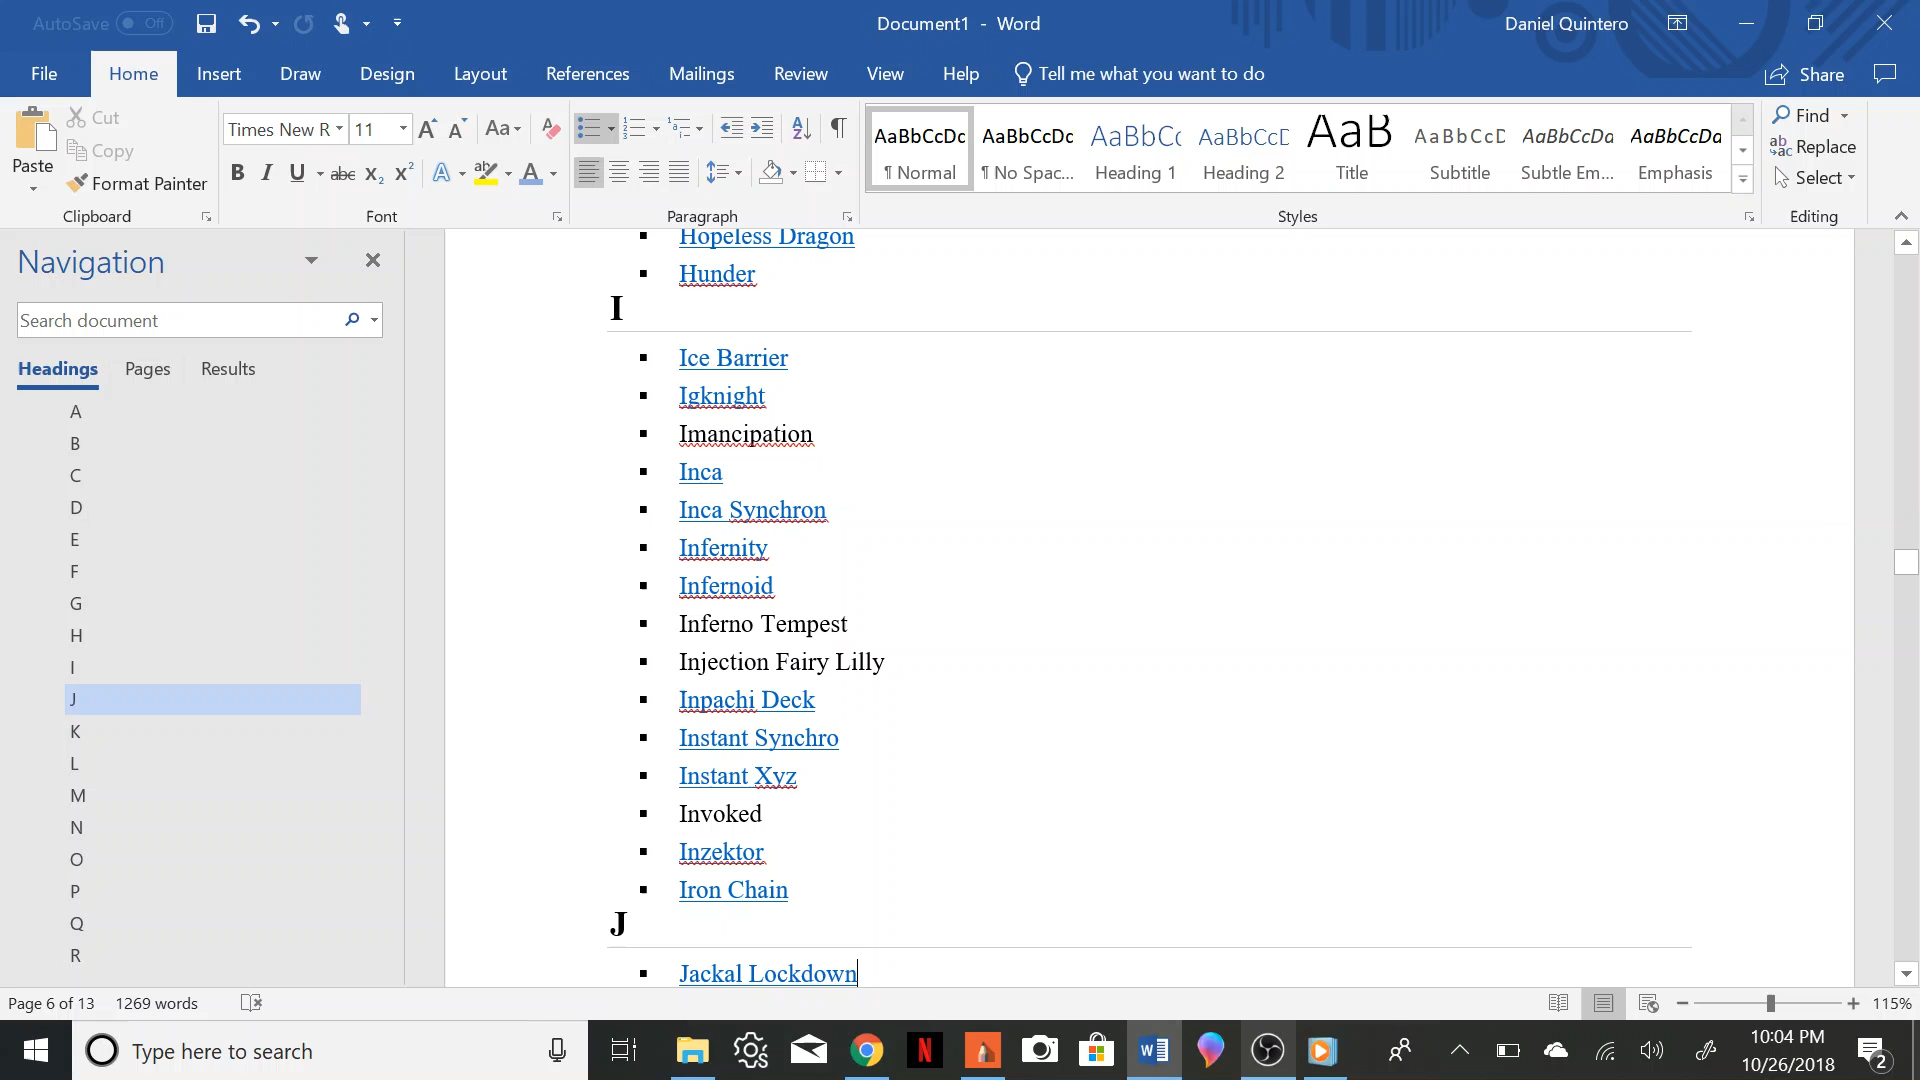 AutoSave Off
Document1 - Word
Daniel Quintero
File Home Insert Draw Design Layout References Mailings Review View Help Tell me what you want to do Share
Cut
Copy
Format Painter
Paste
Clipboard
Times New R 11
Font
Paragraph
AaBbCcDc AaBbCcDc AaBbCc AaBbCcD AaB AaBbCcD AaBbCcDa AaBbCcDa
¶ Normal ¶ No Spac... Heading 1 Heading 2 Title Subtitle Subtle Em... Emphasis
Styles
Find
Replace
Select
Editing
Navigation
Search document
Headings Pages Results
A
B
C
D
E
F
G
H
I
J
K
L
M
N
O
P
Q
R
Hopeless Dragon
Hunder
I
Ice Barrier
Igknight
Imancipation
Inca
Inca Synchron
Infernity
Infernoid
Inferno Tempest
Injection Fairy Lilly
Inpachi Deck
Instant Synchro
Instant Xyz
Invoked
Inzektor
Iron Chain
J
Jackal Lockdown
Page 6 of 13 1269 words
115%
Type here to search
10:04 PM
10/26/2018
2